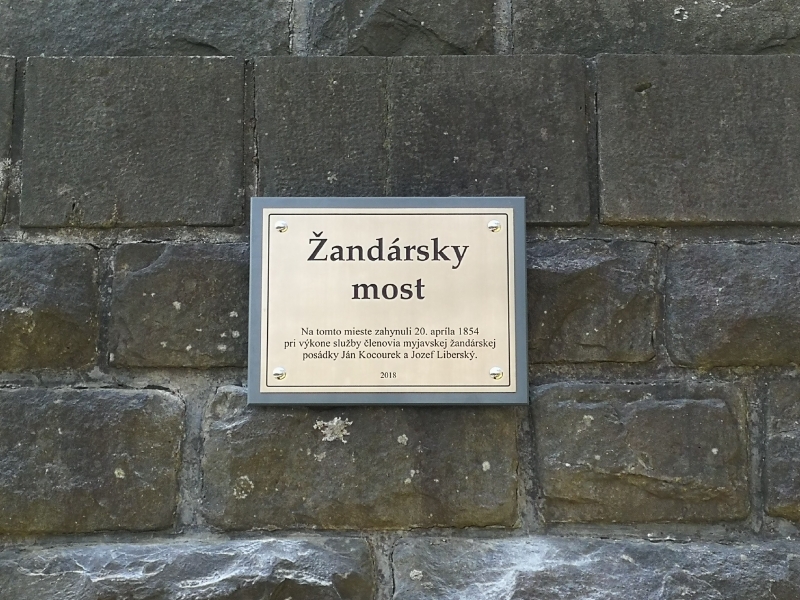 Žandársky
most
Na tomto mieste zahynuli 20. apríla 1854
pri výkone služby členovia myjavskej žandárskej
posádky Ján Kocourek a Jozef Liberský.
2018